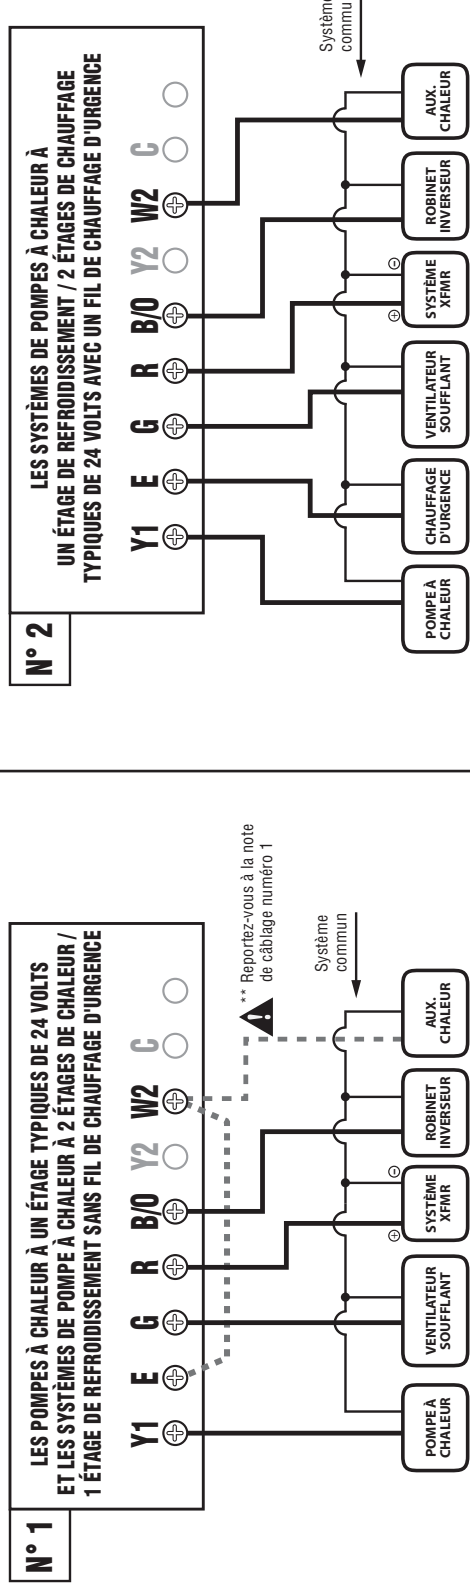 N° 1
LES POMPES À CHALEUR À UN ÉTAGE TYPIQUES DE 24 VOLTS
ET LES SYSTÈMES DE POMPE À CHALEUR À 2 ÉTAGES DE CHALEUR /
1 ÉTAGE DE REFROIDISSEMENT SANS FIL DE CHAUFFAGE D'URGENCE
Y1 E G R B/O Y2 W2 C
** Reportez-vous à la note
de câblage numéro 1
Système
commun
POMPE À
CHALEUR
VENTILATEUR
SOUFFLANT
+ -
SYSTÈME
XFMR
ROBINET
INVERSEUR
AUX.
CHALEUR
N° 2
LES SYSTÈMES DE POMPES À CHALEUR À
UN ÉTAGE DE REFROIDISSEMENT / 2 ÉTAGES DE CHAUFFAGE
TYPIQUES DE 24 VOLTS AVEC UN FIL DE CHAUFFAGE D'URGENCE
Y1 E G R B/O Y2 W2 C
Système
commu
POMPE À
CHALEUR
CHAUFFAGE
D'URGENCE
VENTILATEUR
SOUFFLANT
+ -
SYSTÈME
XFMR
ROBINET
INVERSEUR
AUX.
CHALEUR